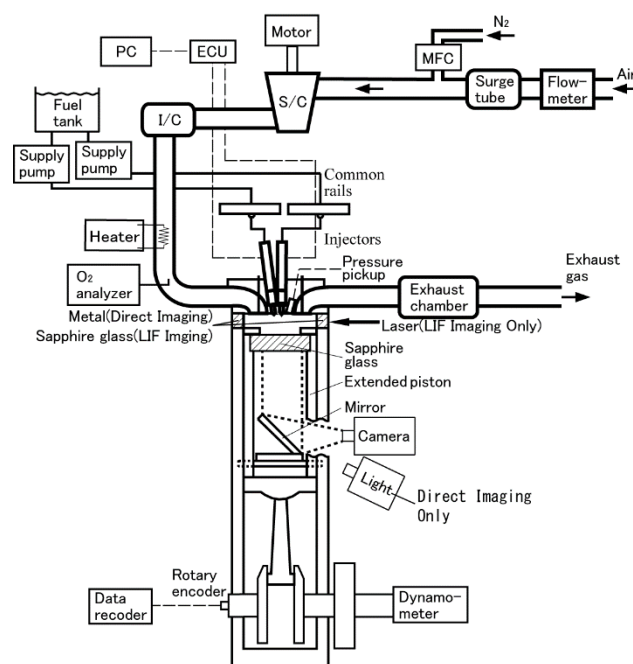 Motor
N₂
PC
ECU
MFC
Air
S/C
Surge
tube
Flow-
meter
Fuel
tank
I/C
Supply
pump
Supply
pump
Common
rails
Heater
Injectors
Pressure
pickup
O₂
analyzer
Exhaust
chamber
Exhaust
gas
Metal(Direct Imaging)
Sapphire glass(LIF Imging)
Laser(LIF Imaging Only)
Sapphire
glass
Extended piston
Mirror
Camera
Light
Direct Imaging
Only
Rotary
encoder
Data
recoder
Dynamo-
meter